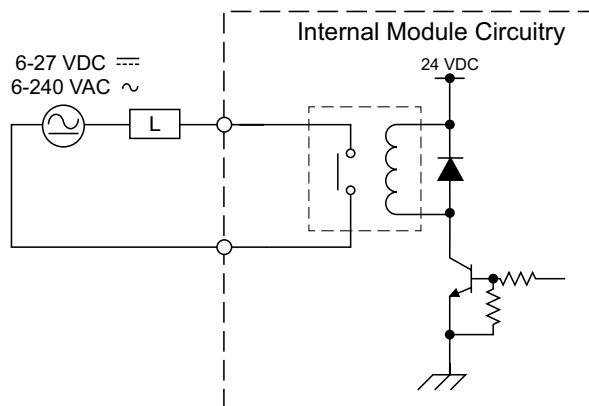 Internal Module Circuitry
6-27 VDC ⎓
6-240 VAC ∿
24 VDC
L